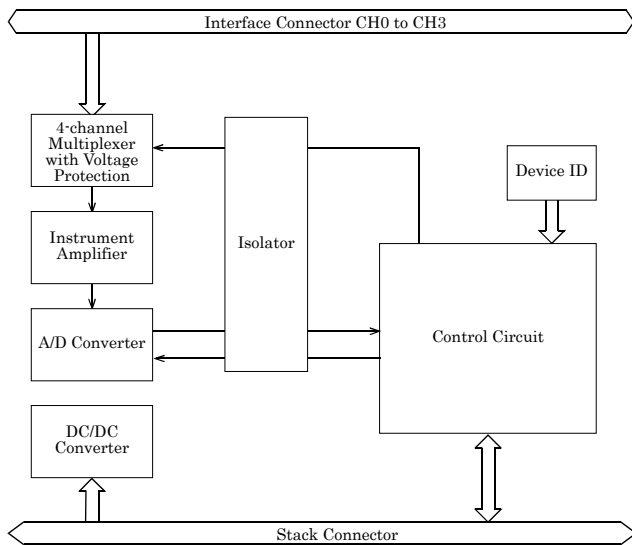 Interface Connector CH0 to CH3
4-channel
Multiplexer
with Voltage
Protection
Device ID
Instrument
Amplifier
Isolator
A/D Converter
Control Circuit
DC/DC
Converter
Stack Connector